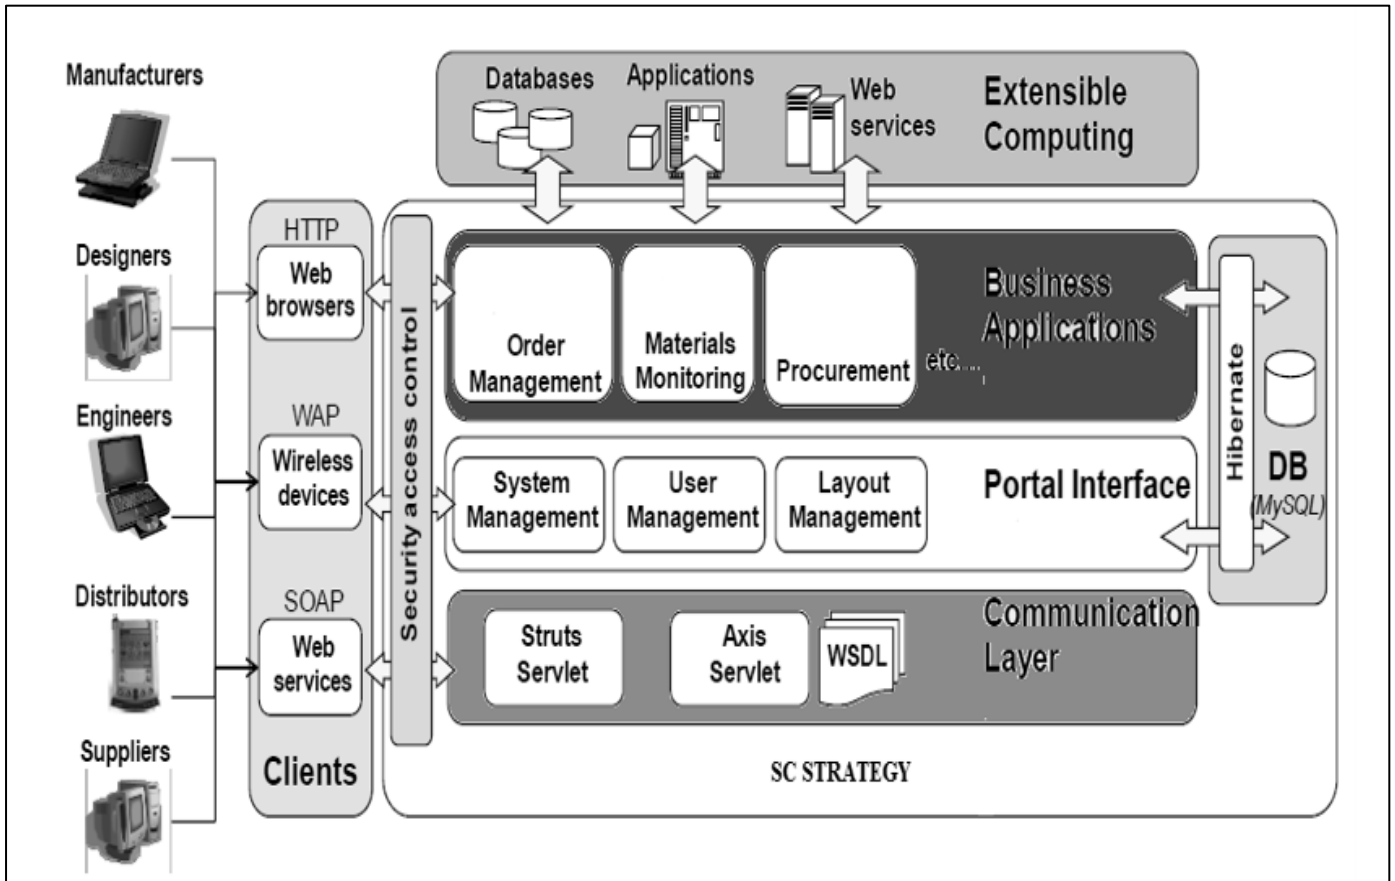 Manufacturers
Designers
Engineers
Distributors
Suppliers
HTTP
Web
browsers
WAP
Wireless
devices
SOAP
Web
services
Clients
Security access control
Databases
Applications
Web
services
Extensible
Computing
Order
Management
Materials
Monitoring
Procurement
etc....,
Business
Applications
System
Management
User
Management
Layout
Management
Portal Interface
Struts
Servlet
Axis
Servlet
WSDL
Communication
Layer
Hibernate
DB
(MySQL)
SC STRATEGY